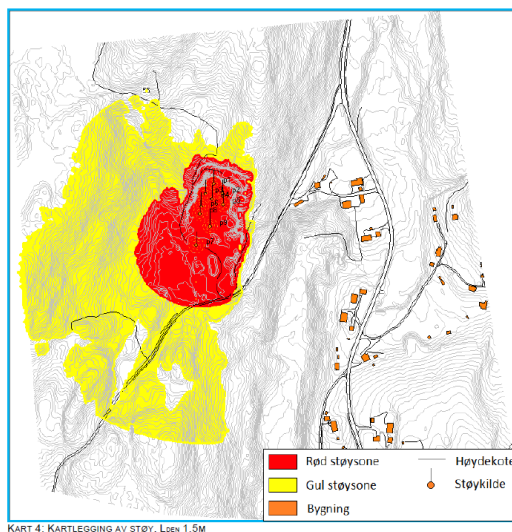 Rød støysone
Høydekote
Gul støysone
Støykilde
Bygning
KART 4: KARTLEGGING AV STØY, LDEN 1.5M